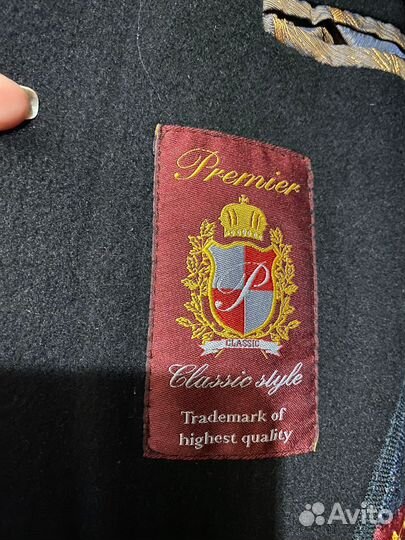 Premier
P
CLASSIC
Classic style
Trademark of
highest quality
Avito